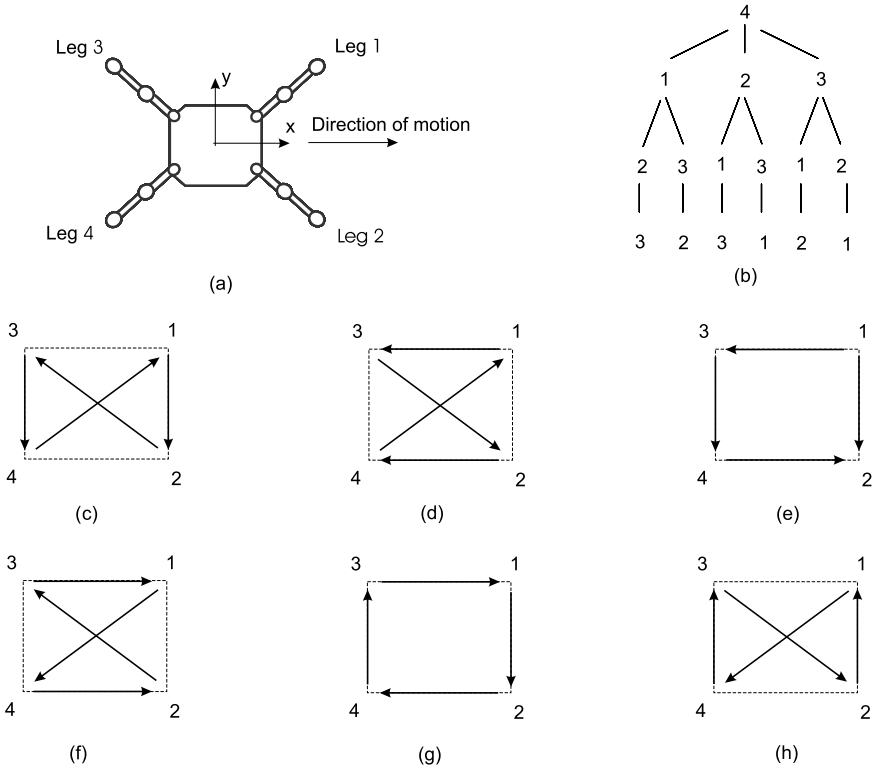 Leg 3
Leg 1
y
x
Direction of motion
Leg 4
Leg 2
(a)
4
1 2 3
2 3 1 3 1 2
3 2 3 1 2 1
(b)
3 1
4 2
(c)
3 1
4 2
(d)
3 1
4 2
(e)
3 1
4 2
(f)
3 1
4 2
(g)
3 1
4 2
(h)